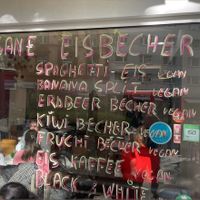 GANE EISBECHER
SPAGHETTI-EIS VEGAN
BANANA SPLIT VEGAN
ERDBEER BECHER VEGAN
KIWI BECHER VEGAN
FRUCHT BECHER VEGAN
EIS KAFFEE VEGAN
BLACK & WHITE